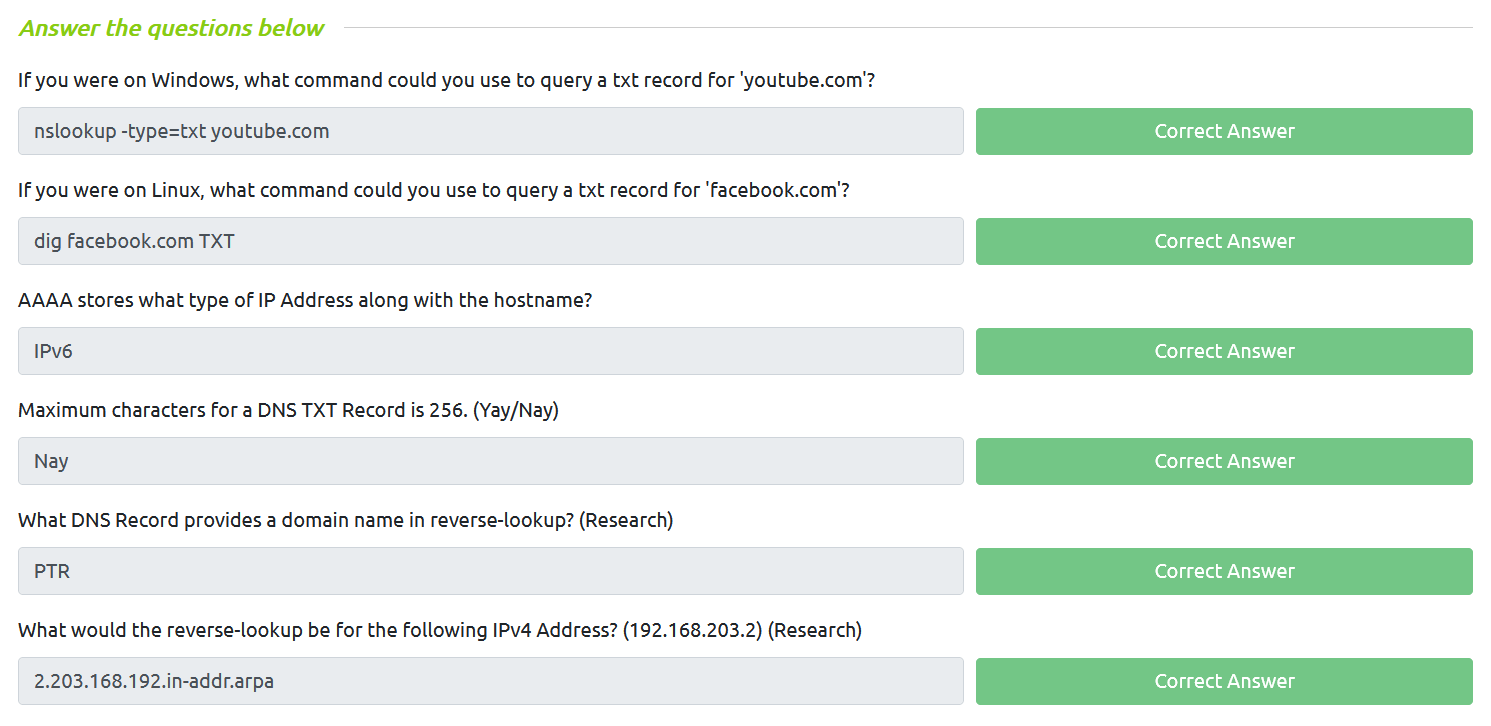 Answer the questions below
If you were on Windows, what command could you use to query a txt record for 'youtube.com'?
nslookup -type=txt youtube.com
Correct Answer
If you were on Linux, what command could you use to query a txt record for 'facebook.com'?
dig facebook.com TXT
Correct Answer
AAAA stores what type of IP Address along with the hostname?
IPv6
Correct Answer
Maximum characters for a DNS TXT Record is 256. (Yay/Nay)
Nay
Correct Answer
What DNS Record provides a domain name in reverse-lookup? (Research)
PTR
Correct Answer
What would the reverse-lookup be for the following IPv4 Address? (192.168.203.2) (Research)
2.203.168.192.in-addr.arpa
Correct Answer